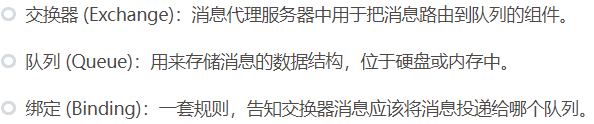 交换器 (Exchange)：消息代理服务器中用于把消息路由到队列的组件。
队列 (Queue)：用来存储消息的数据结构，位于硬盘或内存中。
绑定 (Binding)：一套规则，告知交换器消息应该将消息投递给哪个队列。